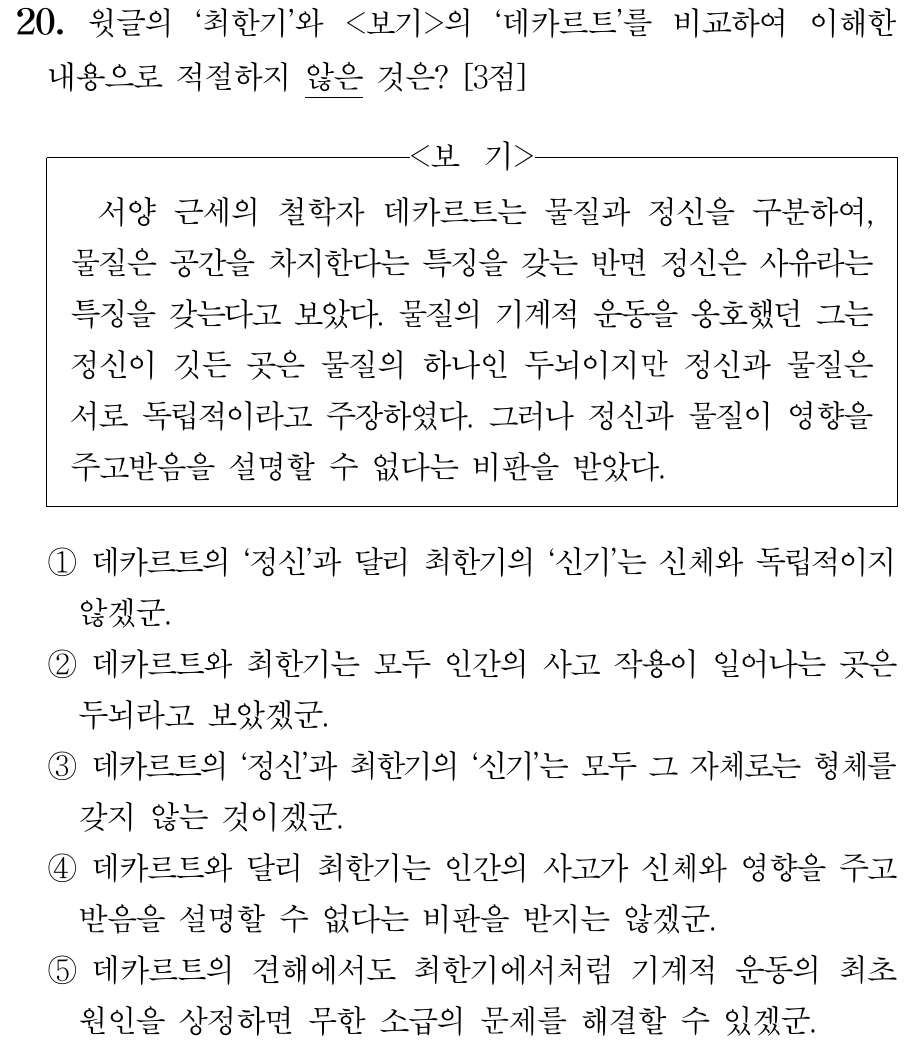 20. 윗글의 ‘최한기’와 <보기>의 ‘데카르트’를 비교하여 이해한
내용으로 적절하지 않은 것은? [3점]
<보 기>
서양 근세의 철학자 데카르트는 물질과 정신을 구분하여,
물질은 공간을 차지한다는 특징을 갖는 반면 정신은 사유라는
특징을 갖는다고 보았다. 물질의 기계적 운동을 옹호했던 그는
정신이 깃든 곳은 물질의 하나인 두뇌이지만 정신과 물질은
서로 독립적이라고 주장하였다. 그러나 정신과 물질이 영향을
주고받음을 설명할 수 없다는 비판을 받았다.
① 데카르트의 ‘정신’과 달리 최한기의 ‘신기’는 신체와 독립적이지
않겠군.
② 데카르트와 최한기는 모두 인간의 사고 작용이 일어나는 곳은
두뇌라고 보았겠군.
③ 데카르트의 ‘정신’과 최한기의 ‘신기’는 모두 그 자체로는 형체를
갖지 않는 것이겠군.
④ 데카르트와 달리 최한기는 인간의 사고가 신체와 영향을 주고
받음을 설명할 수 없다는 비판을 받지는 않겠군.
⑤ 데카르트의 견해에서도 최한기에서처럼 기계적 운동의 최초
원인을 상정하면 무한 소급의 문제를 해결할 수 있겠군.